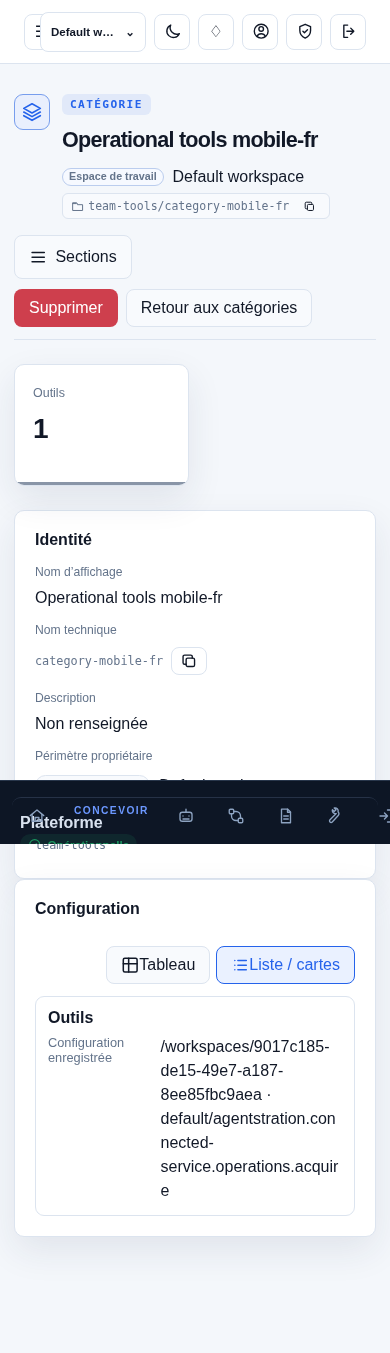 Default w… ⌄
CATÉGORIE
Operational tools mobile-fr
Espace de travail Default workspace
team-tools/category-mobile-fr
Sections
Supprimer
Retour aux catégories
Outils
1
Identité
Nom d’affichage
Operational tools mobile-fr
Nom technique
category-mobile-fr
Description
Non renseignée
Périmètre propriétaire
CONCEVOIR
Plateforme
team-tools
Configuration
Tableau
Liste / cartes
Outils
Configuration
enregistrée
/workspaces/9017c185-
de15-49e7-a187-
8ee85fbc9aea ·
default/agentstration.con
nected-
service.operations.acquir
e